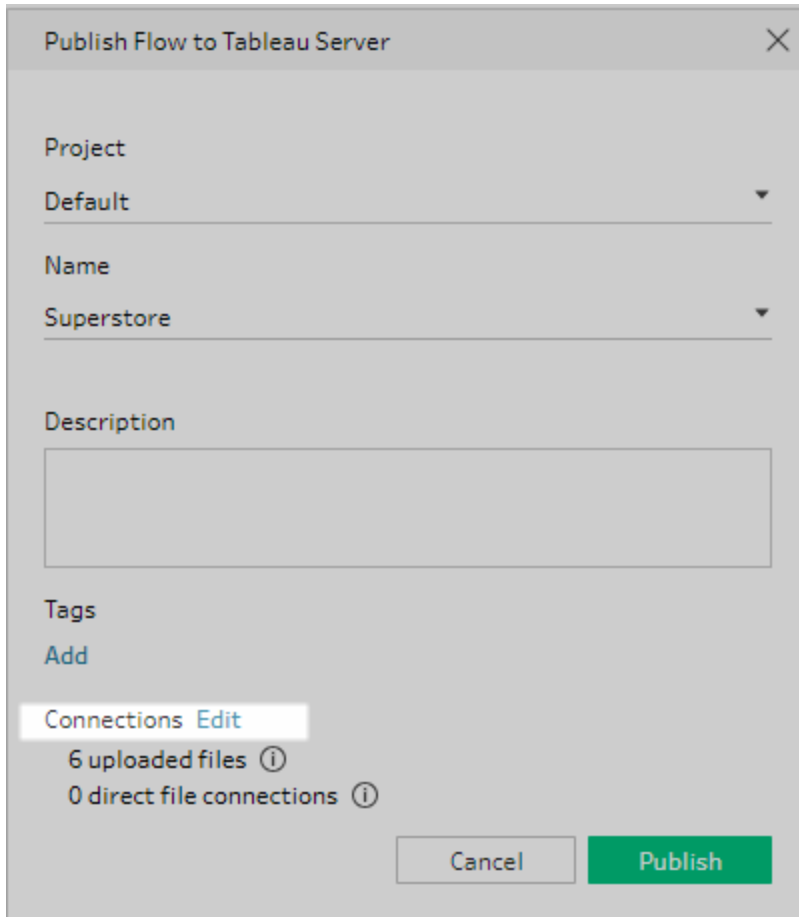 Publish Flow to Tableau Server
Project
Default
Name
Superstore
Description
Tags
Add
Connections Edit
6 uploaded files
0 direct file connections
Cancel Publish